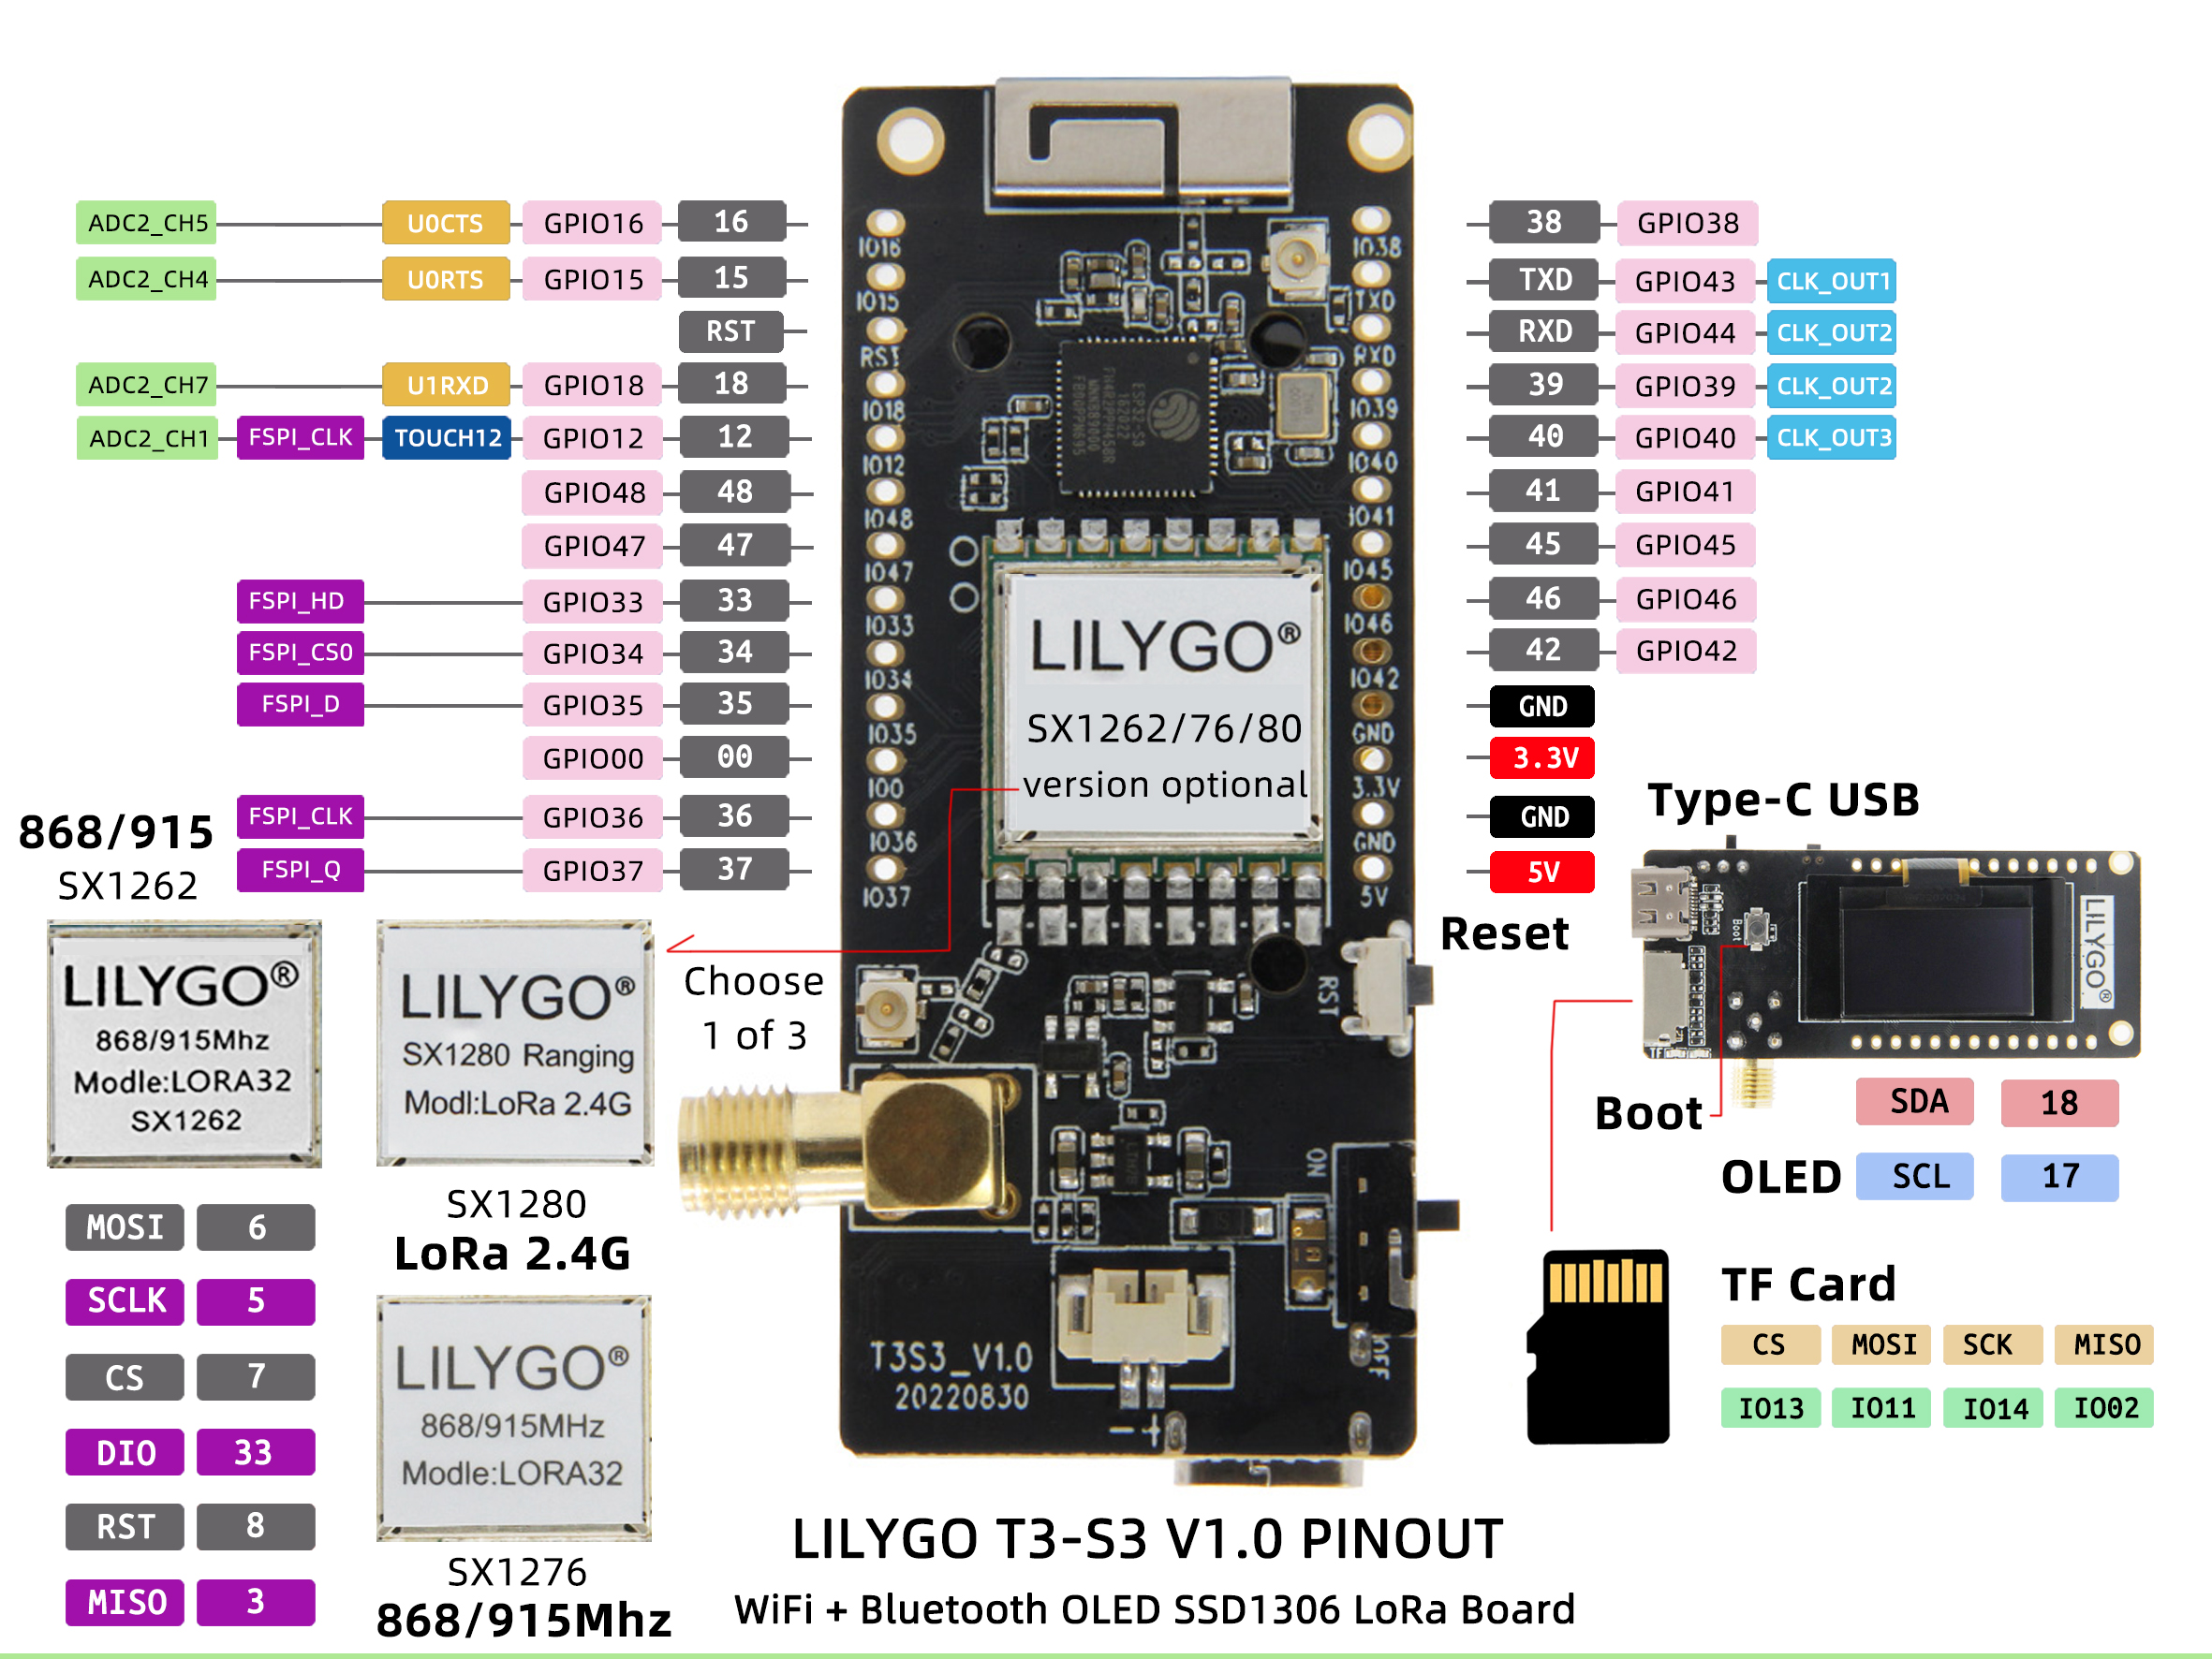 ADC2_CH5 U0CTS GPIO16 16
ADC2_CH4 U0RTS GPIO15 15
RST
ADC2_CH7 U1RXD GPIO18 18
ADC2_CH1 FSPI_CLK TOUCH12 GPIO12 12
GPIO48 48
GPIO47 47
FSPI_HD GPIO33 33
FSPI_CS0 GPIO34 34
FSPI_D GPIO35 35
GPIO00 00
FSPI_CLK GPIO36 36
FSPI_Q GPIO37 37
IO16
IO15
RST
IO18
IO12
IO48
IO47
IO33
IO34
IO35
IO0
IO36
IO37
ESP32-S3
LILYGO®
SX1262/76/80
version optional
IO38
TXD
RXD
IO39
IO40
IO41
IO45
IO46
IO42
GND
3.3V
GND
5V
38 GPIO38
TXD GPIO43 CLK_OUT1
RXD GPIO44 CLK_OUT2
39 GPIO39 CLK_OUT2
40 GPIO40 CLK_OUT3
41 GPIO41
45 GPIO45
46 GPIO46
42 GPIO42
GND
3.3V
GND
5V
Reset
RST
ON
OFF
T3S3_V1.0
20220830
- +
868/915
SX1262
LILYGO®
868/915Mhz
Modle:LORA32
SX1262
LILYGO®
SX1280 Ranging
Modl:LoRa 2.4G
Choose
1 of 3
SX1280
LoRa 2.4G
LILYGO®
868/915MHz
Modle:LORA32
SX1276
868/915Mhz
MOSI 6
SCLK 5
CS 7
DIO 33
RST 8
MISO 3
Type-C USB
Boot
TF
LILYGO®
Boot
SDA 18
OLED SCL 17
TF Card
CS MOSI SCK MISO
IO13 IO11 IO14 IO02
LILYGO T3-S3 V1.0 PINOUT
WiFi + Bluetooth OLED SSD1306 LoRa Board